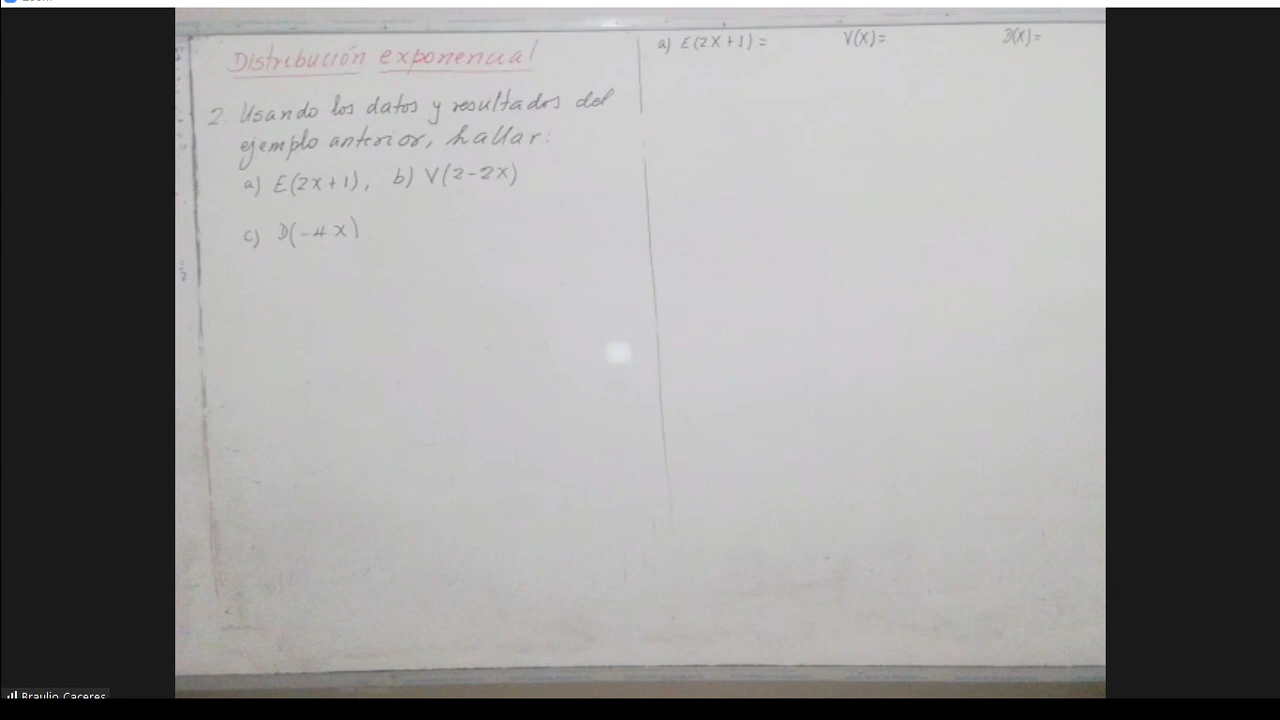 Distribución exponencial
2. Usando los datos y resultados del
ejemplo anterior, hallar:
a) E(2x+1), b) V(2-2x)
c) D(-4x)
a) E(2x+1) = V(x) = D(x) =
Braulio Caceres